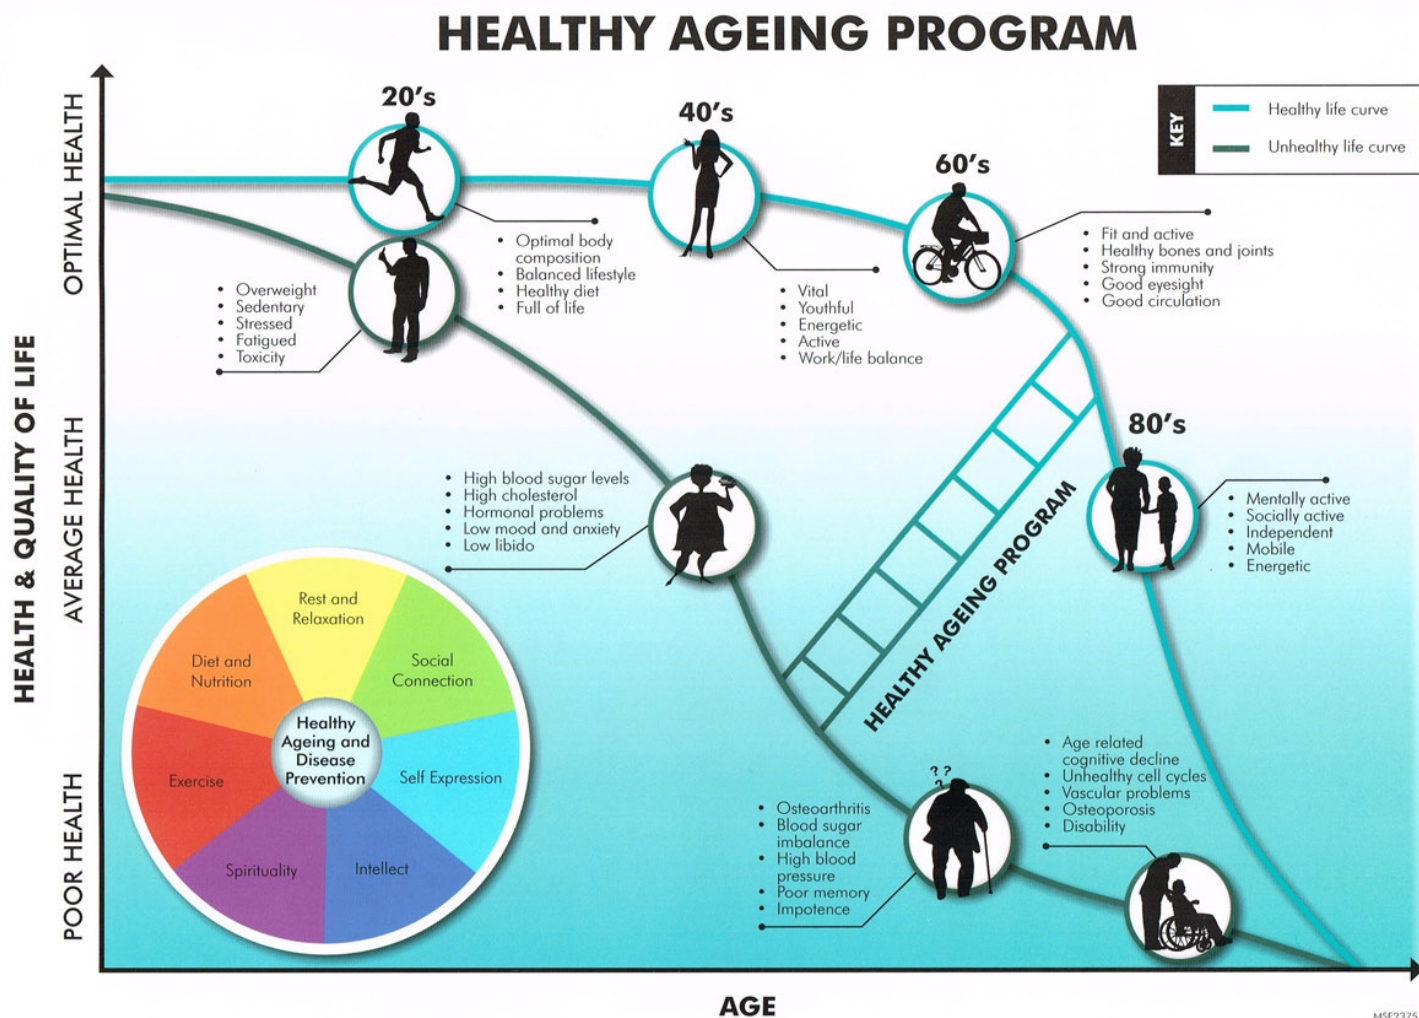 HEALTHY AGEING PROGRAM
KEY
Healthy life curve
Unhealthy life curve
HEALTH & QUALITY OF LIFE
OPTIMAL HEALTH
AVERAGE HEALTH
POOR HEALTH
20's
40's
60's
80's
• Optimal body
composition
• Balanced lifestyle
• Healthy diet
• Full of life
• Vital
• Youthful
• Energetic
• Active
• Work/life balance
• Fit and active
• Healthy bones and joints
• Strong immunity
• Good eyesight
• Good circulation
• Mentally active
• Socially active
• Independent
• Mobile
• Energetic
• Overweight
• Sedentary
• Stressed
• Fatigued
• Toxicity
• High blood sugar levels
• High cholesterol
• Hormonal problems
• Low mood and anxiety
• Low libido
HEALTHY AGEING PROGRAM
? ?
?
• Osteoarthritis
• Blood sugar
imbalance
• High blood
pressure
• Poor memory
• Impotence
• Age related
cognitive decline
• Unhealthy cell cycles
• Vascular problems
• Osteoporosis
• Disability
Rest and
Relaxation
Social
Connection
Self Expression
Intellect
Spirituality
Exercise
Diet and
Nutrition
Healthy
Ageing and
Disease
Prevention
AGE
MSF2375